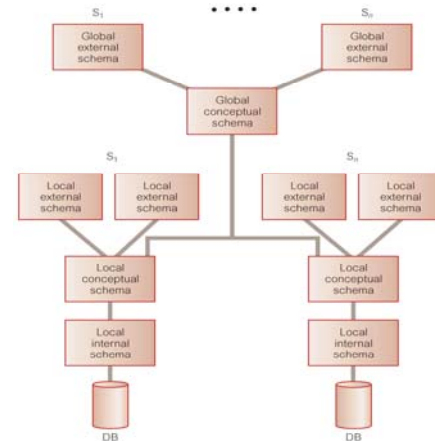 S1
Sn
Global
external
schema
Global
external
schema
Global
conceptual
schema
S1
Sn
Local
external
schema
Local
external
schema
Local
external
schema
Local
external
schema
Local
conceptual
schema
Local
conceptual
schema
Local
internal
schema
Local
internal
schema
DB
DB